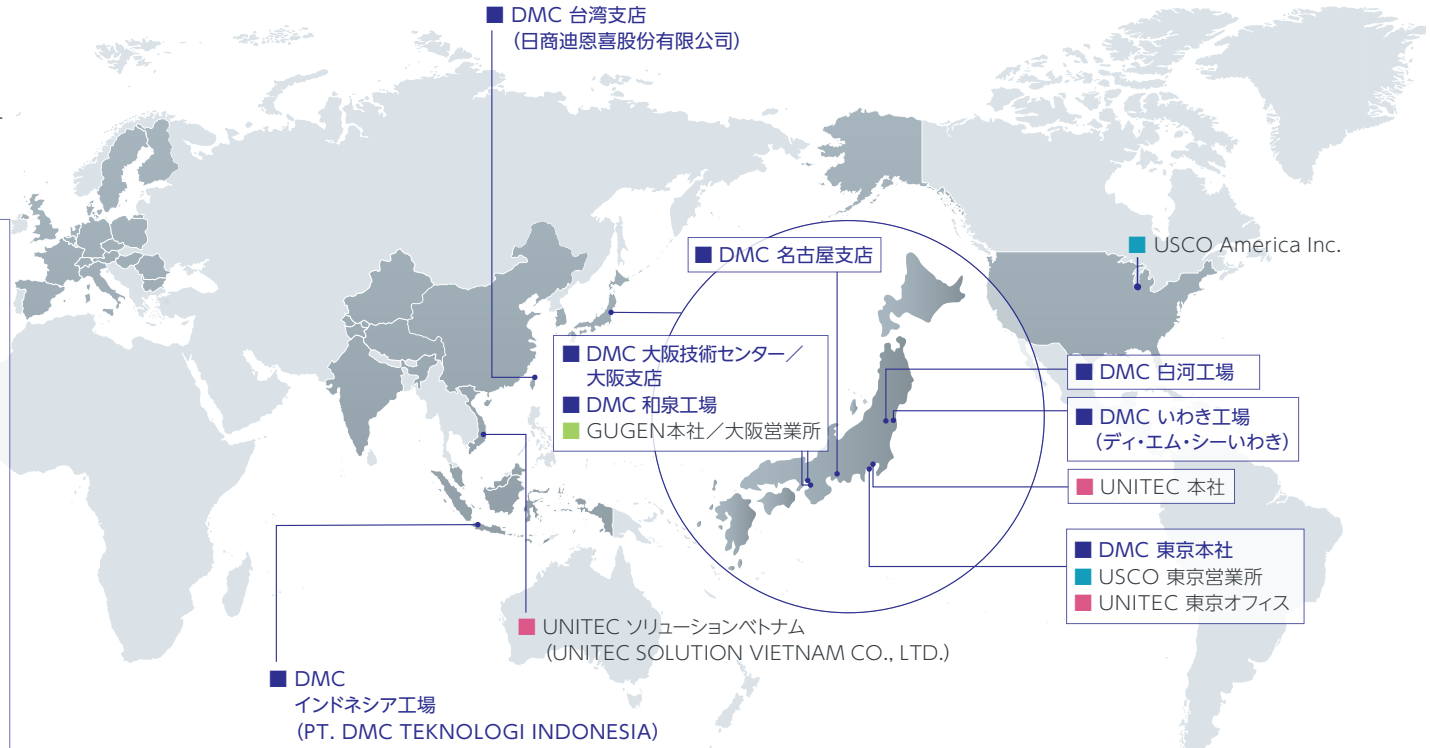 ■ DMC 台湾支店
(日商迪恩喜股份有限公司)
■ USCO America Inc.
■ DMC 名古屋支店
■ DMC 大阪技術センター／
大阪支店
■ DMC 和泉工場
■ GUGEN本社／大阪営業所
■ DMC 白河工場
■ DMC いわき工場
(ディ・エム・シーいわき)
■ UNITEC 本社
■ DMC 東京本社
■ USCO 東京営業所
■ UNITEC 東京オフィス
■ UNITEC ソリューションベトナム
(UNITEC SOLUTION VIETNAM CO., LTD.)
■ DMC
インドネシア工場
(PT. DMC TEKNOLOGI INDONESIA)